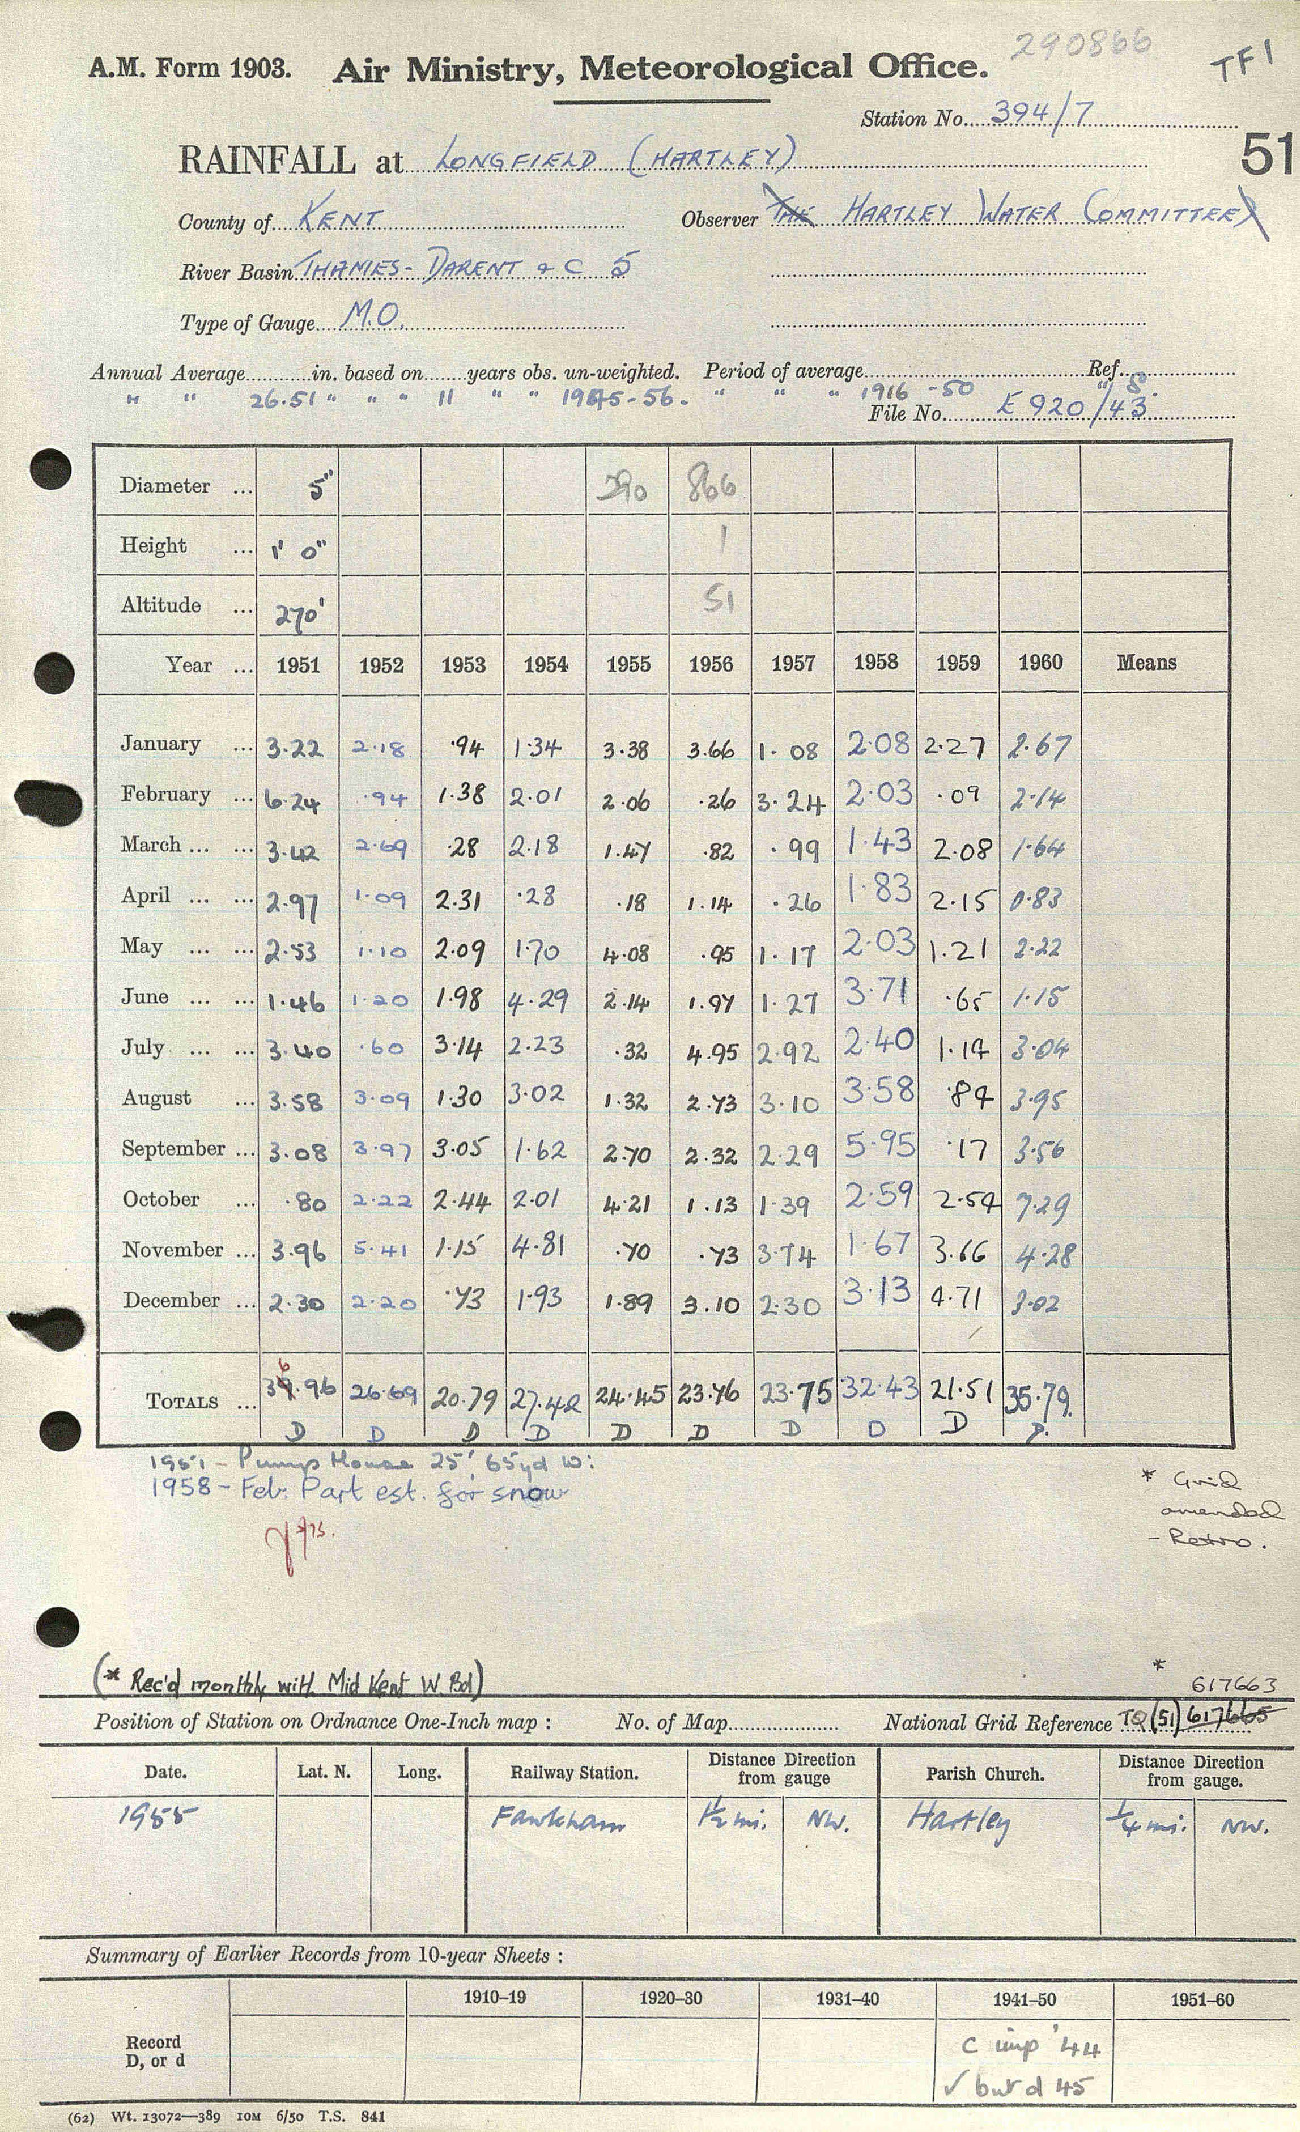 290866
TF1
A.M. Form 1903. Air Ministry, Meteorological Office.
Station No. 394/7
51
RAINFALL at LONGFIELD (HARTLEY)
County of KENT Observer THE HARTLEY WATER COMMITTEE
River Basin THAMES - DARENT & C 5
Type of Gauge M.O.
Annual Average in. based on years obs. un-weighted. Period of average Ref.
" " 26.51 " " " 11 " " 1945-56. " " " 1916-50 " S.
File No. E 920/43
Diameter ... 5" 290 866
Height ... 1' 0" 1
Altitude ... 270' 51
Year ... 1951 1952 1953 1954 1955 1956 1957 1958 1959 1960 Means
January ... 3.22 2.18 .94 1.34 3.38 3.66 1.08 2.08 2.27 2.67
February ... 6.24 .94 1.38 2.01 2.06 .26 3.24 2.03 .09 2.14
March ... ... 3.42 2.69 .28 2.18 1.47 .82 .99 1.43 2.08 1.64
April ... ... 2.97 1.09 2.31 .28 .18 1.14 .26 1.83 2.15 0.83
May ... ... 2.53 1.10 2.09 1.70 4.08 .95 1.17 2.03 1.21 2.22
June ... ... 1.46 1.20 1.98 4.29 2.14 1.97 1.27 3.71 .65 1.15
July ... ... 3.40 .60 3.14 2.23 .32 4.95 2.92 2.40 1.14 3.04
August ... 3.58 3.09 1.30 3.02 1.32 2.73 3.10 3.58 .84 3.95
September ... 3.08 3.97 3.05 1.62 2.70 2.32 2.29 5.95 .17 3.56
October ... .80 2.22 2.44 2.01 4.21 1.13 1.39 2.59 2.54 7.29
November ... 3.96 5.41 1.15 4.81 .70 .73 3.74 1.67 3.66 4.28
December ... 2.30 2.20 .73 1.93 1.89 3.10 2.30 3.13 4.71 3.02
6
TOTALS ... 39.96 26.69 20.79 27.42 24.45 23.76 23.75 32.43 21.51 35.79
D D D D D D D D D D
1951 - Pump House 25', 65yd W:
1958 - Feb: Part est. for snow
* Grid
amended
- Retro.
(* Rec'd monthly with Mid Kent W. Bd)
*
617663
Position of Station on Ordnance One-Inch map : No. of Map National Grid Reference TQ (51) 617665
Date. Lat. N. Long. Railway Station. Distance Direction from gauge Parish Church. Distance Direction from gauge.
1955 Fawkham 1½ mi. NW. Hartley ¼ mi. NW.
Summary of Earlier Records from 10-year Sheets :
1910–19 1920–30 1931–40 1941–50 1951–60
Record
D, or d
c imp '44
✓ but d 45
(62) Wt. 13072—389 IOM 6/50 T.S. 841